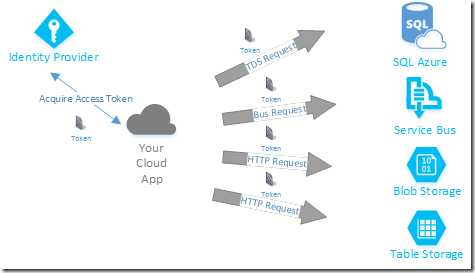 Identity Provider
Acquire Access Token
Token
Your
Cloud
App
Token
TDS Request
Token
Bus Request
Token
HTTP Request
Token
HTTP Request
SQL
SQL Azure
Service Bus
10
01
Blob Storage
Table Storage